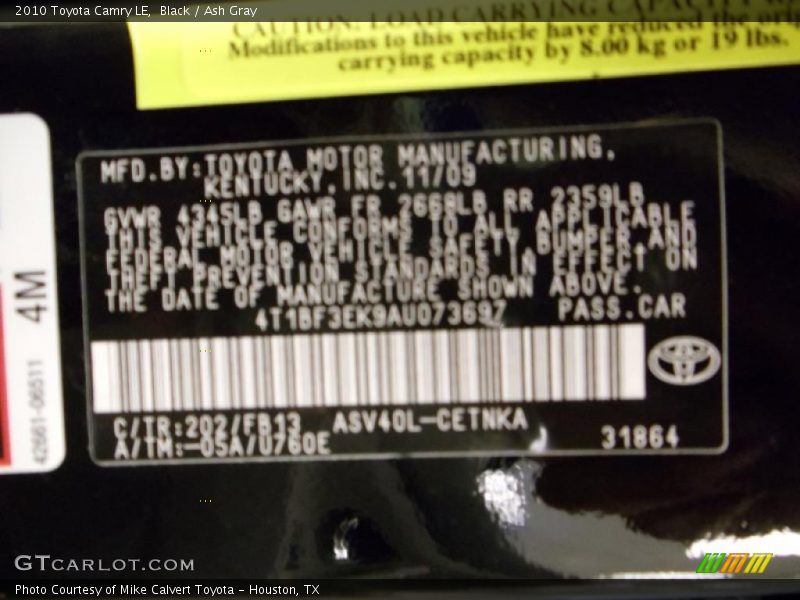 2010 Toyota Camry LE, Black / Ash Gray
CAUTION: LOAD CARRYING CAPACITY
Modifications to this vehicle have reduced the
carrying capacity by 8.00 kg or 19 lbs.
MFD.BY:TOYOTA MOTOR MANUFACTURING,
KENTUCKY,INC.11/09
GVWR 4345LB GAWR FR 2668LB RR 2359LB
THIS VEHICLE CONFORMS TO ALL APPLICABLE
FEDERAL MOTOR VEHICLE SAFETY,BUMPER,AND
THEFT PREVENTION STANDARDS IN EFFECT ON
THE DATE OF MANUFACTURE SHOWN ABOVE.
4T1BF3EK9AU073697 PASS.CAR
C/TR:202/FB13 ASV40L-CETNKA
A/TM:-05A/U760E 31864
4M
42661-06511
GTCARLOT.COM
Photo Courtesy of Mike Calvert Toyota - Houston, TX